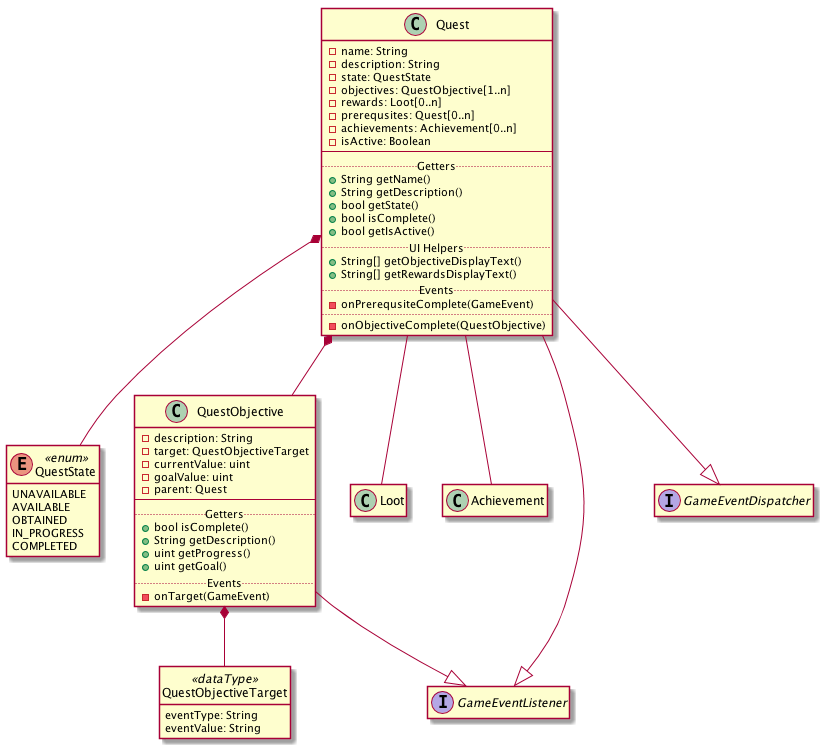 C Quest
name: String
description: String
state: QuestState
objectives: QuestObjective[1..n]
rewards: Loot[0..n]
prerequsites: Quest[0..n]
achievements: Achievement[0..n]
isActive: Boolean
Getters
String getName()
String getDescription()
bool getState()
bool isComplete()
bool getIsActive()
UI Helpers
String[] getObjectiveDisplayText()
String[] getRewardsDisplayText()
Events
onPrerequsiteComplete(GameEvent)
onObjectiveComplete(QuestObjective)
C QuestObjective
description: String
target: QuestObjectiveTarget
currentValue: uint
goalValue: uint
parent: Quest
Getters
bool isComplete()
String getDescription()
uint getProgress()
uint getGoal()
Events
onTarget(GameEvent)
E «enum»
QuestState
UNAVAILABLE
AVAILABLE
OBTAINED
IN_PROGRESS
COMPLETED
C Loot
C Achievement
I GameEventDispatcher
«dataType»
QuestObjectiveTarget
eventType: String
eventValue: String
I GameEventListener